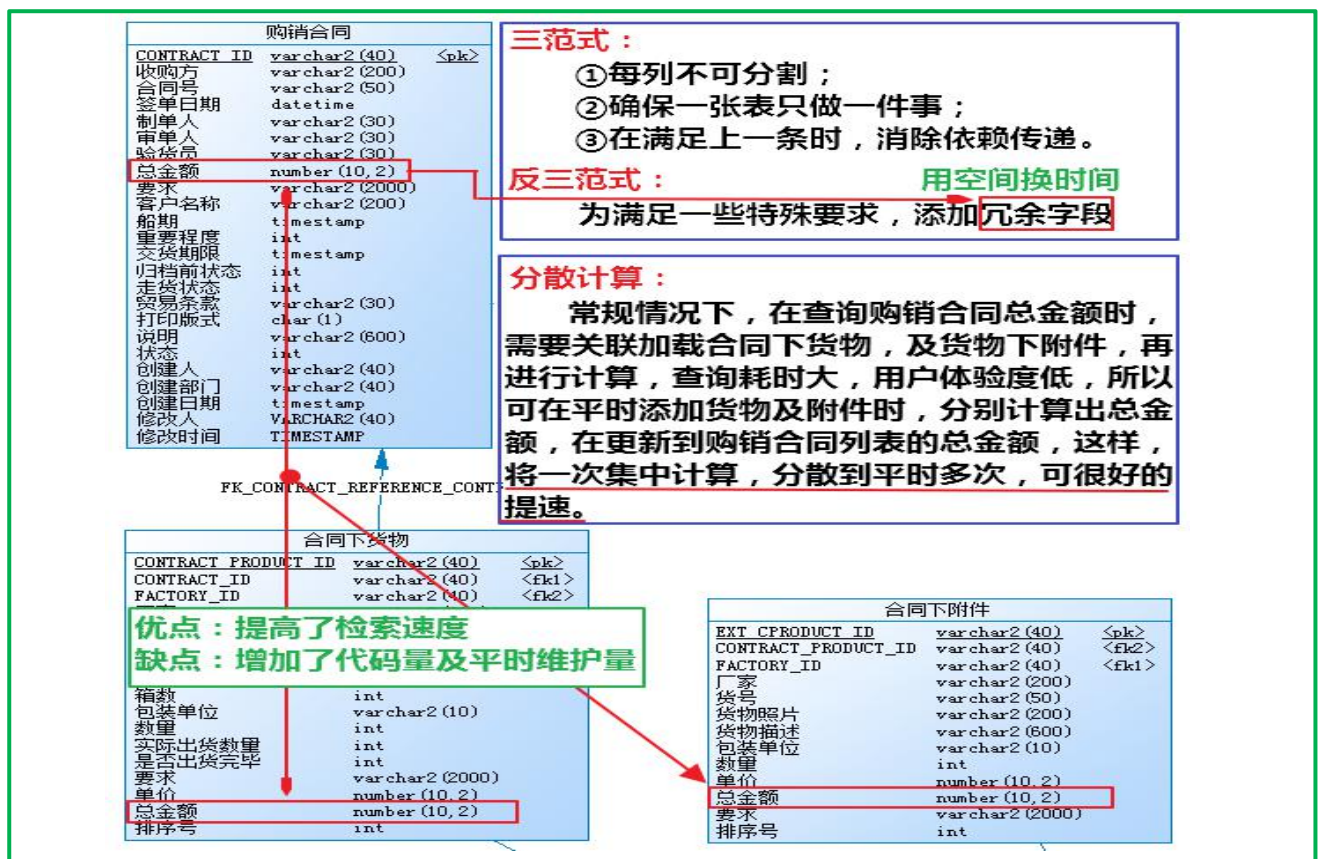 购销合同
CONTRACT_ID varchar2(40) <pk>
收购方 varchar2(200)
合同号 varchar2(50)
签单日期 datetime
制单人 varchar2(30)
审单人 varchar2(30)
验货员 varchar2(30)
总金额 number(10,2)
要求 varchar2(2000)
客户名称 varchar2(200)
船期 timestamp
重要程度 int
交货期限 timestamp
归档前状态 int
走货状态 int
贸易条款 varchar2(30)
打印版式 char(1)
说明 varchar2(600)
状态 int
创建人 varchar2(40)
创建部门 varchar2(40)
创建日期 timestamp
修改人 VARCHAR2(40)
修改时间 TIMESTAMP
三范式：
①每列不可分割；
②确保一张表只做一件事；
③在满足上一条时，消除依赖传递。
反三范式： 用空间换时间
为满足一些特殊要求，添加冗余字段
分散计算：
常规情况下，在查询购销合同总金额时，
需要关联加载合同下货物，及货物下附件，再
进行计算，查询耗时大，用户体验度低，所以
可在平时添加货物及附件时，分别计算出总金
额，在更新到购销合同列表的总金额，这样，
将一次集中计算，分散到平时多次，可很好的
提速。
FK_CONTRACT_REFERENCE_CONT
合同下货物
CONTRACT_PRODUCT_ID varchar2(40) <pk>
CONTRACT_ID varchar2(40) <fk1>
FACTORY_ID varchar2(40) <fk2>
优点：提高了检索速度
缺点：增加了代码量及平时维护量
箱数 int
包装单位 varchar2(10)
数量 int
实际出货数量 int
是否出货完毕 int
要求 varchar2(2000)
单价 number(10,2)
总金额 number(10,2)
排序号 int
合同下附件
EXT_CPRODUCT_ID varchar2(40) <pk>
CONTRACT_PRODUCT_ID varchar2(40) <fk2>
FACTORY_ID varchar2(40) <fk1>
厂家 varchar2(200)
货号 varchar2(50)
货物照片 varchar2(200)
货物描述 varchar2(600)
包装单位 varchar2(10)
数量 int
单价 number(10,2)
总金额 number(10,2)
要求 varchar2(2000)
排序号 int